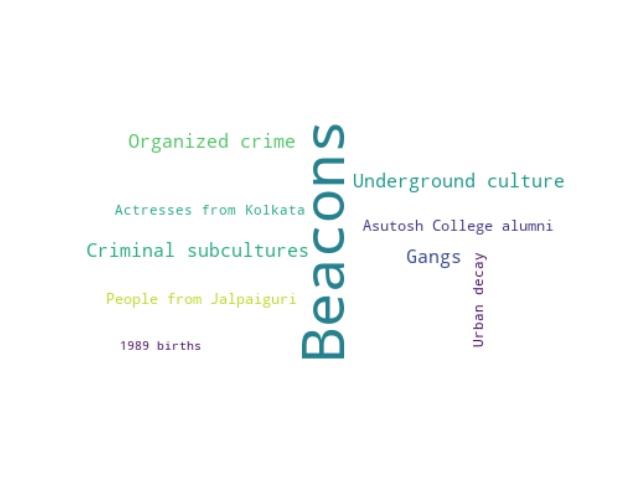 Organized crime
Beacons
Underground culture
Actresses from Kolkata
Asutosh College alumni
Criminal subcultures
Gangs
Urban decay
People from Jalpaiguri
1989 births